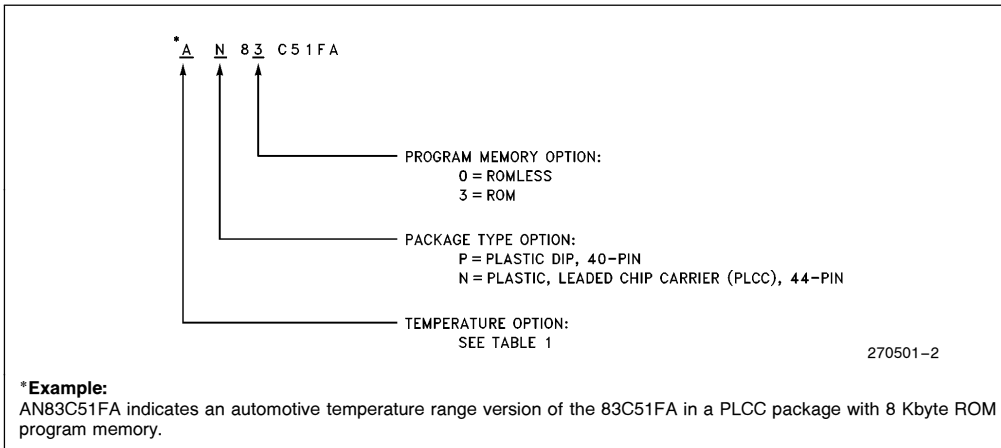 *A N 83 C51FA
PROGRAM MEMORY OPTION:
0 = ROMLESS
3 = ROM
PACKAGE TYPE OPTION:
P = PLASTIC DIP, 40-PIN
N = PLASTIC, LEADED CHIP CARRIER (PLCC), 44-PIN
TEMPERATURE OPTION:
SEE TABLE 1
270501-2
*Example:
AN83C51FA indicates an automotive temperature range version of the 83C51FA in a PLCC package with 8 Kbyte ROM
program memory.